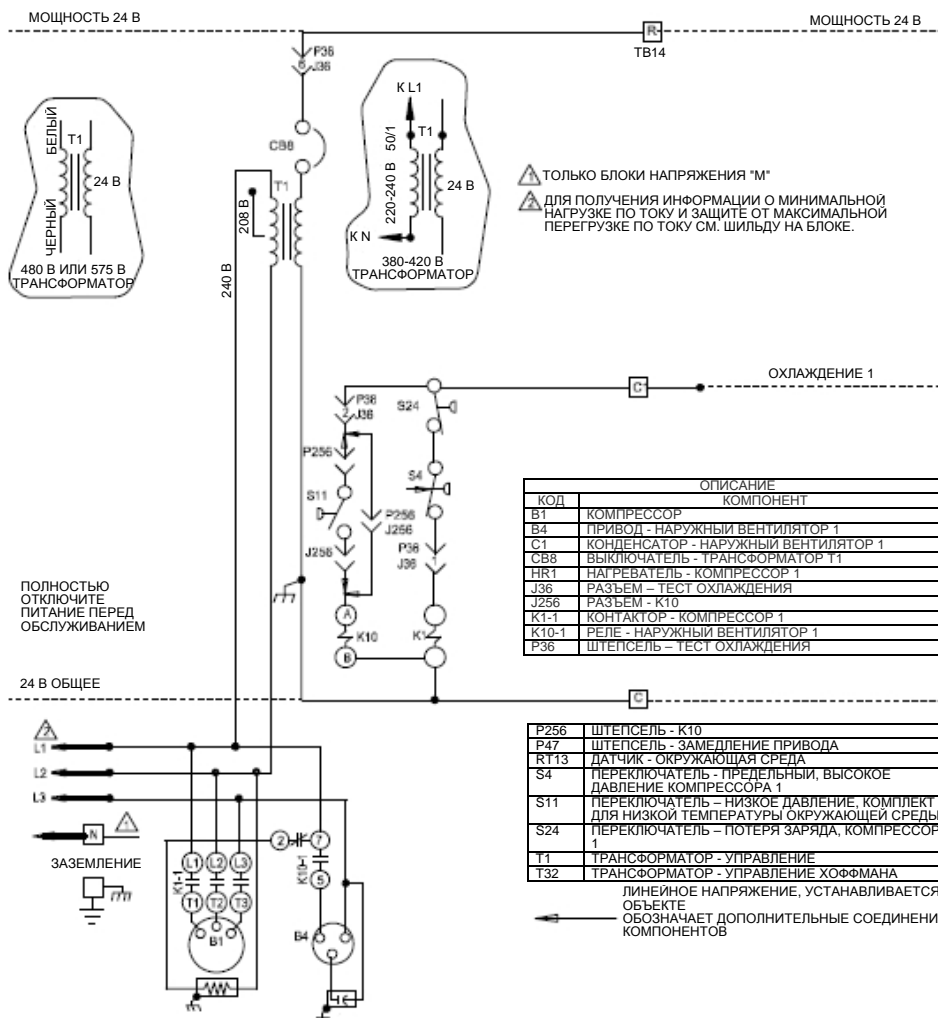 МОЩНОСТЬ 24 В
МОЩНОСТЬ 24 В
R
TB14
P36
6
J36
К L1
БЕЛЫЙ
T1
24 В
ЧЕРНЫЙ
480 В ИЛИ 575 В
ТРАНСФОРМАТОР
CB8
T1
208 В
240 В
50/1
T1
220-240 В
24 В
К N
380-420 В
ТРАНСФОРМАТОР
1 ТОЛЬКО БЛОКИ НАПРЯЖЕНИЯ "М"
2 ДЛЯ ПОЛУЧЕНИЯ ИНФОРМАЦИИ О МИНИМАЛЬНОЙ
НАГРУЗКЕ ПО ТОКУ И ЗАЩИТЕ ОТ МАКСИМАЛЬНОЙ
ПЕРЕГРУЗКЕ ПО ТОКУ СМ. ШИЛЬДУ НА БЛОКЕ.
ОХЛАЖДЕНИЕ 1
C1
P36
2
J36
S24
P256
S4
S11
P256
J256
J256
P36
1
J36
A
K10
K1
B
ОПИСАНИЕ
КОД КОМПОНЕНТ
B1 КОМПРЕССОР
B4 ПРИВОД - НАРУЖНЫЙ ВЕНТИЛЯТОР 1
C1 КОНДЕНСАТОР - НАРУЖНЫЙ ВЕНТИЛЯТОР 1
CB8 ВЫКЛЮЧАТЕЛЬ - ТРАНСФОРМАТОР T1
HR1 НАГРЕВАТЕЛЬ - КОМПРЕССОР 1
J36 РАЗЪЕМ – ТЕСТ ОХЛАЖДЕНИЯ
J256 РАЗЪЕМ - K10
K1-1 КОНТАКТОР - КОМПРЕССОР 1
K10-1 РЕЛЕ - НАРУЖНЫЙ ВЕНТИЛЯТОР 1
P36 ШТЕПСЕЛЬ – ТЕСТ ОХЛАЖДЕНИЯ
ПОЛНОСТЬЮ
ОТКЛЮЧИТЕ
ПИТАНИЕ ПЕРЕД
ОБСЛУЖИВАНИЕМ
24 В ОБЩЕЕ
C
P256 ШТЕПСЕЛЬ - K10
P47 ШТЕПСЕЛЬ - ЗАМЕДЛЕНИЕ ПРИВОДА
RT13 ДАТЧИК - ОКРУЖАЮЩАЯ СРЕДА
S4 ПЕРЕКЛЮЧАТЕЛЬ - ПРЕДЕЛЬНЫЙ, ВЫСОКОЕ
ДАВЛЕНИЕ КОМПРЕССОРА 1
S11 ПЕРЕКЛЮЧАТЕЛЬ – НИЗКОЕ ДАВЛЕНИЕ, КОМПЛЕКТ
ДЛЯ НИЗКОЙ ТЕМПЕРАТУРЫ ОКРУЖАЮЩЕЙ СРЕДЫ
S24 ПЕРЕКЛЮЧАТЕЛЬ – ПОТЕРЯ ЗАРЯДА, КОМПРЕССОР
1
T1 ТРАНСФОРМАТОР - УПРАВЛЕНИЕ
T32 ТРАНСФОРМАТОР - УПРАВЛЕНИЕ ХОФФМАНА
ЛИНЕЙНОЕ НАПРЯЖЕНИЕ, УСТАНАВЛИВАЕТСЯ
ОБЪЕКТЕ
ОБОЗНАЧАЕТ ДОПОЛНИТЕЛЬНЫЕ СОЕДИНЕНИ
КОМПОНЕНТОВ
2
L1
L2
L3
N
1
ЗАЗЕМЛЕНИЕ
L1 L2 L3
K1-1
T1 T2 T3
B1
2
7
K10-1
5
B4